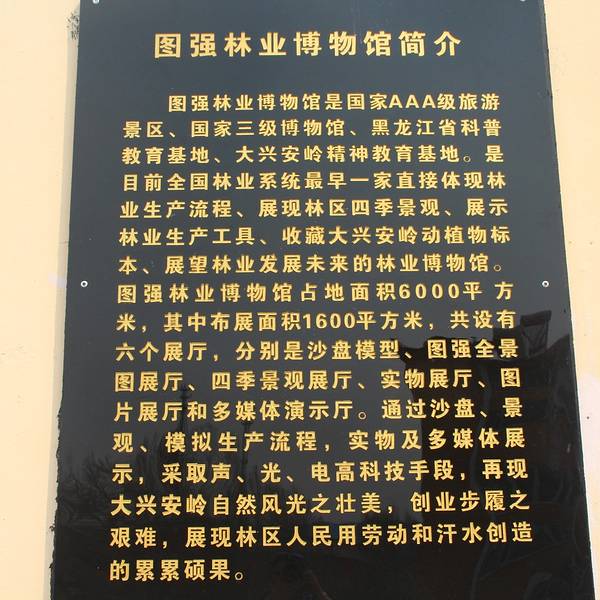 图强林业博物馆简介
图强林业博物馆是国家AAA级旅游
景区、国家三级博物馆、黑龙江省科普
教育基地、大兴安岭精神教育基地。是
目前全国林业系统最早一家直接体现林
业生产流程、展现林区四季景观、展示
林业生产工具、收藏大兴安岭动植物标
本、展望林业发展未来的林业博物馆。
图强林业博物馆占地面积6000平 方
米，其中布展面积1600平方米，共设有
六个展厅，分别是沙盘模型、图强全景
图展厅、四季景观展厅、实物展厅、图
片展厅和多媒体演示厅。通过沙盘、景
观、模拟生产流程，实物及多媒体展
示，采取声、光、电高科技手段，再现
大兴安岭自然风光之壮美，创业步履之
艰难，展现林区人民用劳动和汗水创造
的累累硕果。